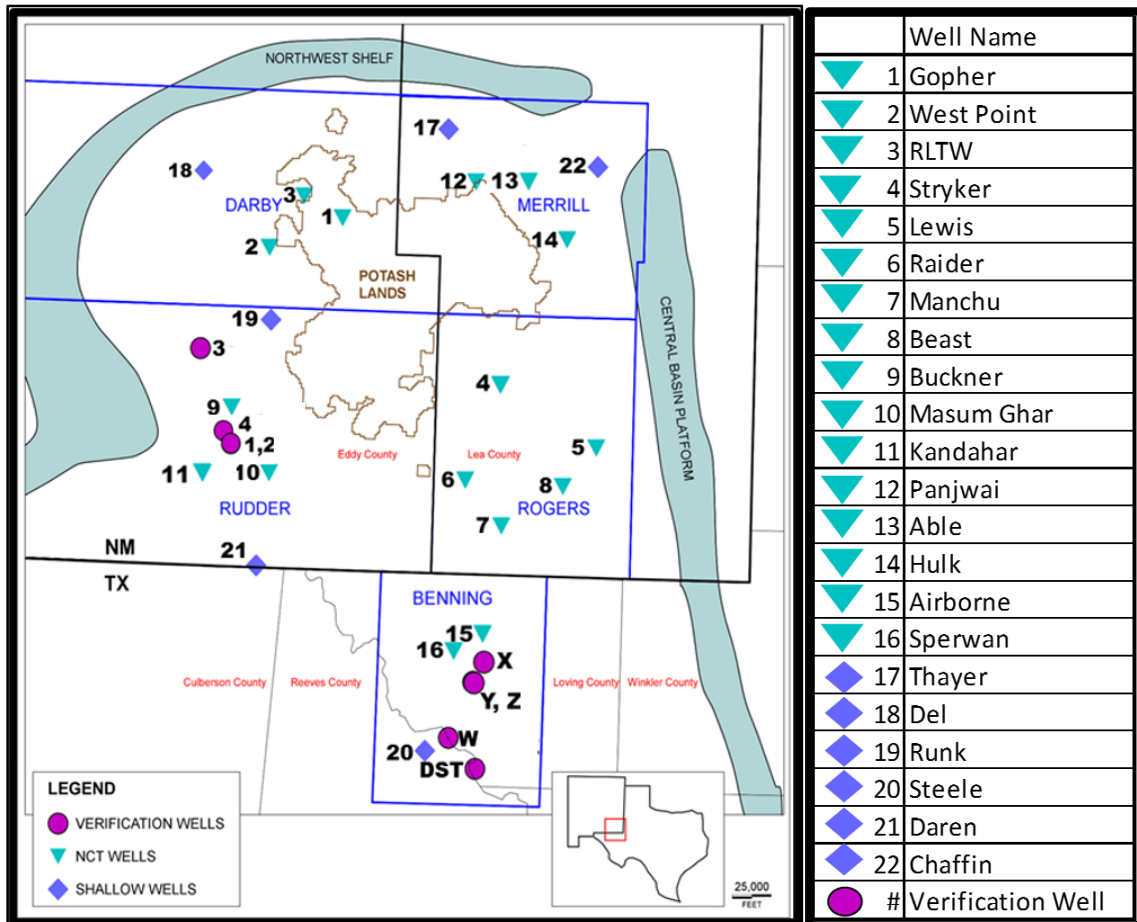 NORTHWEST SHELF
17
22
18
12 13
3
DARBY
MERRILL
1
14
2
POTASH
LANDS
19
3
CENTRAL BASIN PLATFORM
4
9
4
1,2
5
Eddy County
Lea County
11
10
6
8
RUDDER
ROGERS
7
NM
21
TX
BENNING
15
16
X
Culberson County
Reeves County
Loving County
Winkler County
Y, Z
W
20
DST
LEGEND
VERIFICATION WELLS
NCT WELLS
SHALLOW WELLS
25,000
FEET
Well Name
1 Gopher
2 West Point
3 RLTW
4 Stryker
5 Lewis
6 Raider
7 Manchu
8 Beast
9 Buckner
10 Masum Ghar
11 Kandahar
12 Panjwai
13 Able
14 Hulk
15 Airborne
16 Sperwan
17 Thayer
18 Del
19 Runk
20 Steele
21 Daren
22 Chaffin
# Verification Well